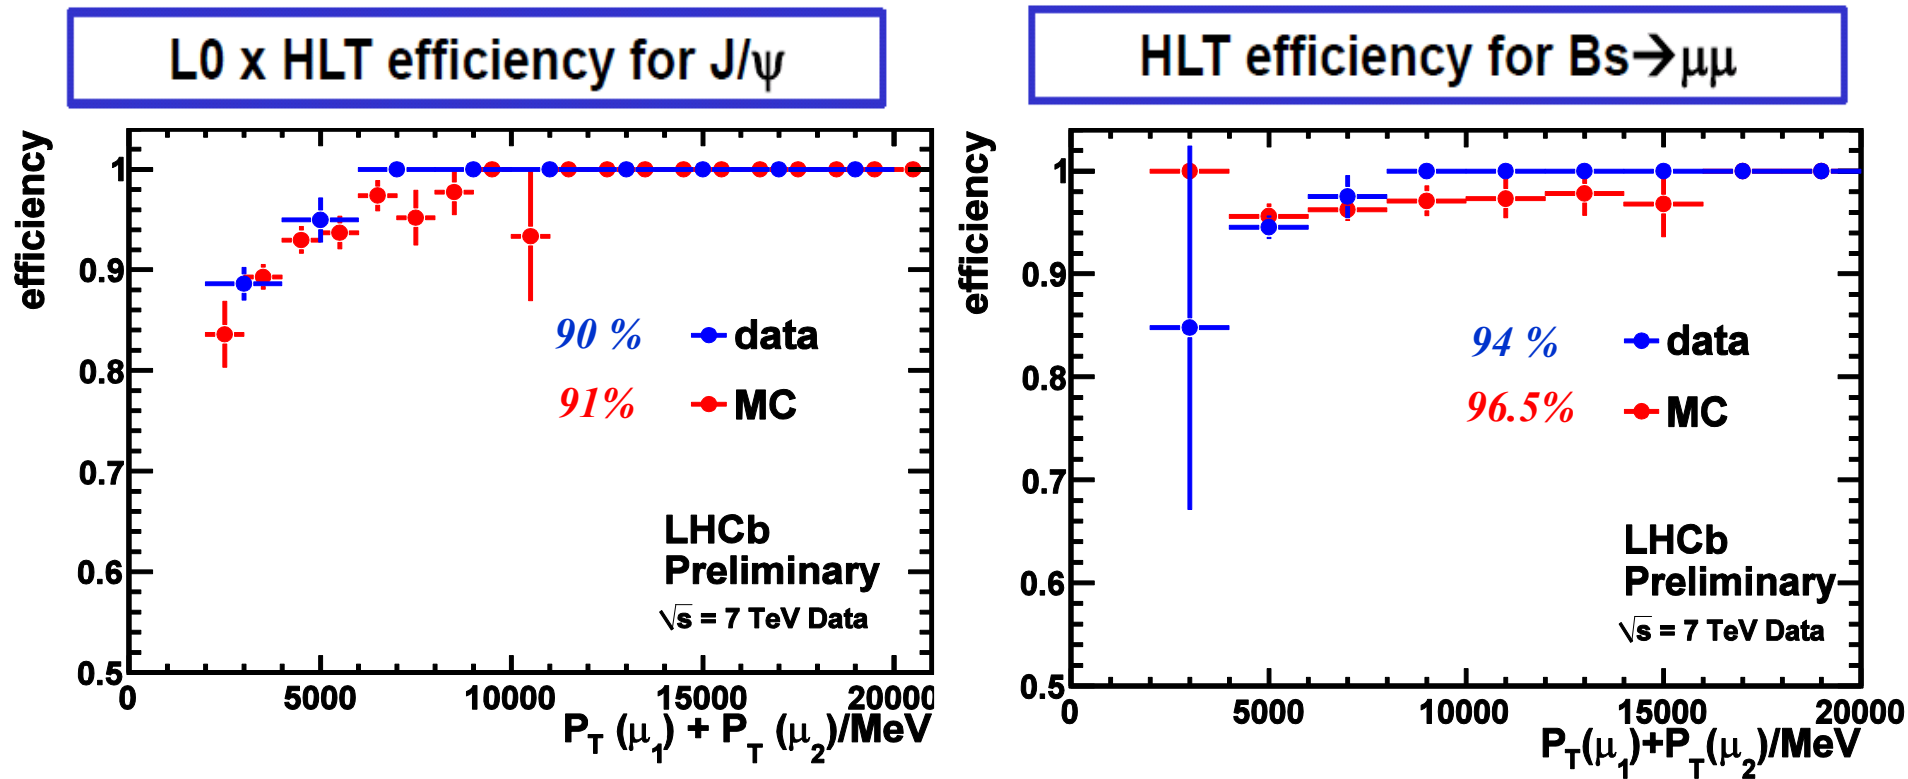 L0 x HLT efficiency for J/ψ
efficiency
1
0.9
0.8
0.7
0.6
0.5
0 5000 10000 15000 20000
P_T (μ_1) + P_T (μ_2)/MeV
90 % data
91% MC
LHCb
Preliminary
√s = 7 TeV Data
HLT efficiency for Bs→μμ
efficiency
1
0.9
0.8
0.7
0.6
0.5
0 5000 10000 15000 20000
P_T(μ_1)+P_T(μ_2)/MeV
94 % data
96.5% MC
LHCb
Preliminary
√s = 7 TeV Data